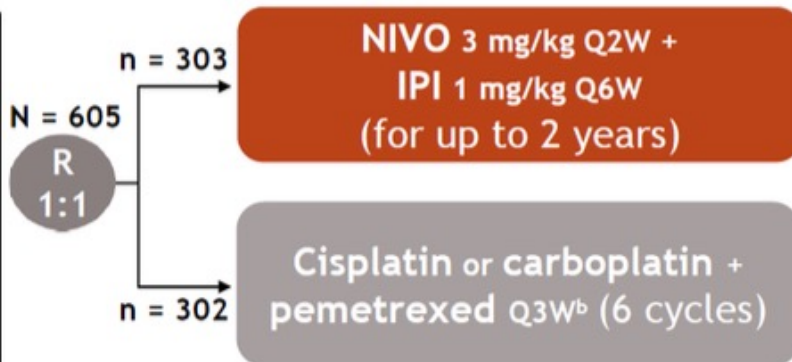 n = 303
NIVO 3 mg/kg Q2W +
IPI 1 mg/kg Q6W
(for up to 2 years)
N = 605
R
1:1
Cisplatin or carboplatin +
pemetrexed Q3Wᵇ (6 cycles)
n = 302